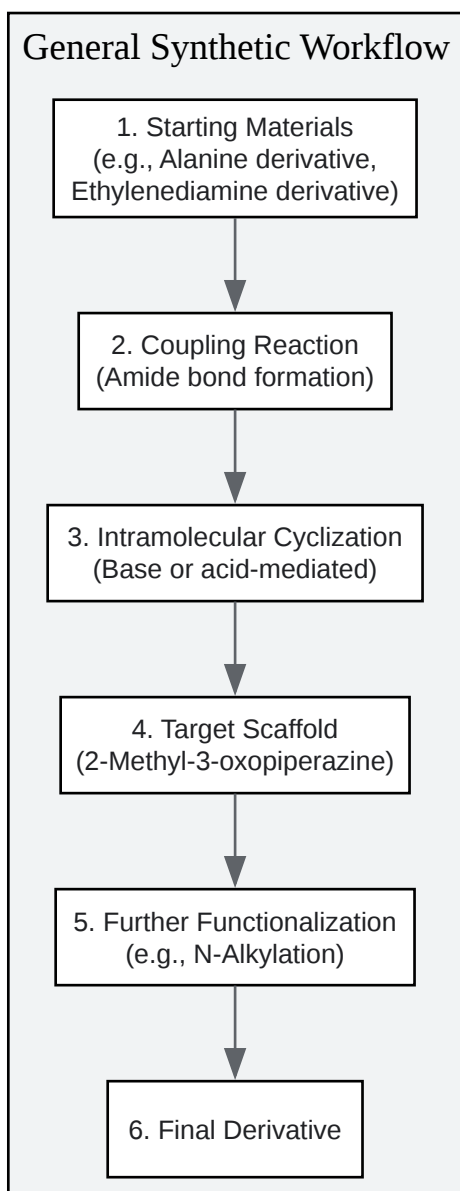 General Synthetic Workflow
1. Starting Materials
(e.g., Alanine derivative,
Ethylenediamine derivative)
2. Coupling Reaction
(Amide bond formation)
3. Intramolecular Cyclization
(Base or acid-mediated)
4. Target Scaffold
(2-Methyl-3-oxopiperazine)
5. Further Functionalization
(e.g., N-Alkylation)
6. Final Derivative